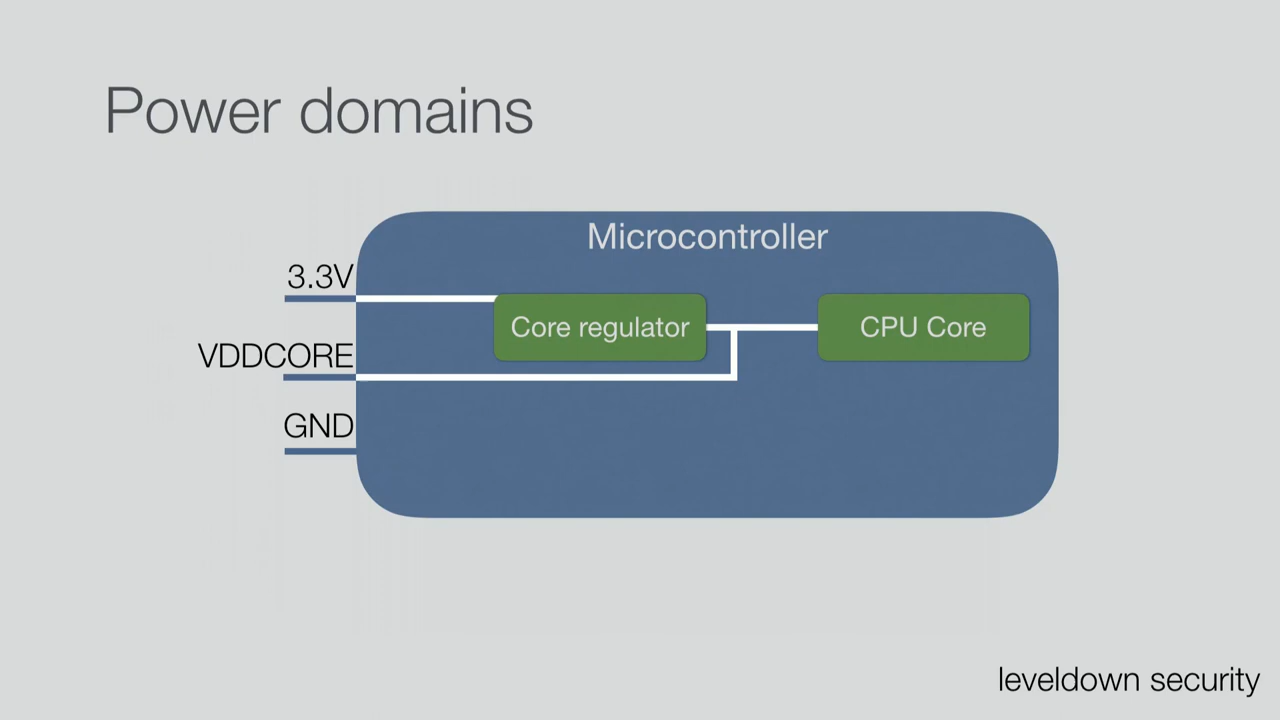 Power domains
Microcontroller
3.3V
Core regulator
CPU Core
VDDCORE
GND
leveldown security